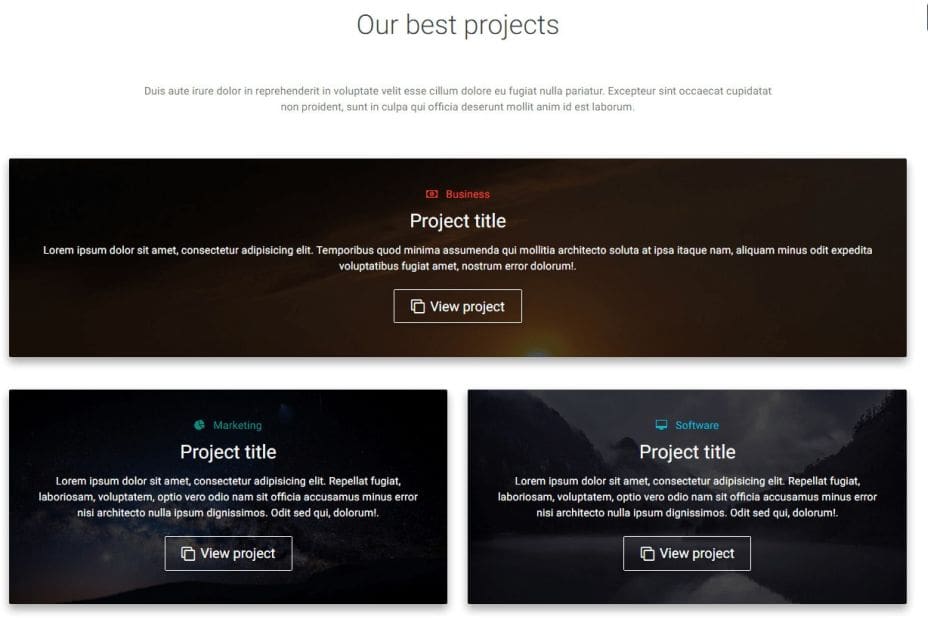 Our best projects
Duis aute irure dolor in reprehenderit in voluptate velit esse cillum dolore eu fugiat nulla pariatur. Excepteur sint occaecat cupidatat
non proident, sunt in culpa qui officia deserunt mollit anim id est laborum.
Business
Project title
Lorem ipsum dolor sit amet, consectetur adipisicing elit. Temporibus quod minima assumenda qui mollitia architecto soluta at ipsa itaque nam, aliquam minus odit expedita
voluptatibus fugiat amet, nostrum error dolorum!.
View project
Marketing
Project title
Lorem ipsum dolor sit amet, consectetur adipisicing elit. Repellat fugiat,
laboriosam, voluptatem, optio vero odio nam sit officia accusamus minus error
nisi architecto nulla ipsum dignissimos. Odit sed qui, dolorum!.
View project
Software
Project title
Lorem ipsum dolor sit amet, consectetur adipisicing elit. Repellat fugiat,
laboriosam, voluptatem, optio vero odio nam sit officia accusamus minus error
nisi architecto nulla ipsum dignissimos. Odit sed qui, dolorum!.
View project